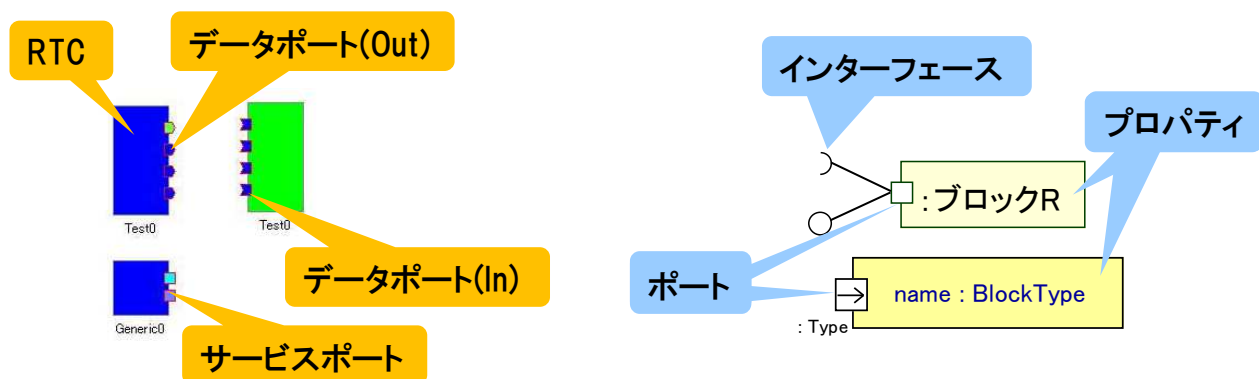 RTC
データポート(Out)
Test0
Test0
データポート(In)
Generic0
サービスポート
インターフェース
プロパティ
: ブロックR
ポート
name : BlockType
: Type